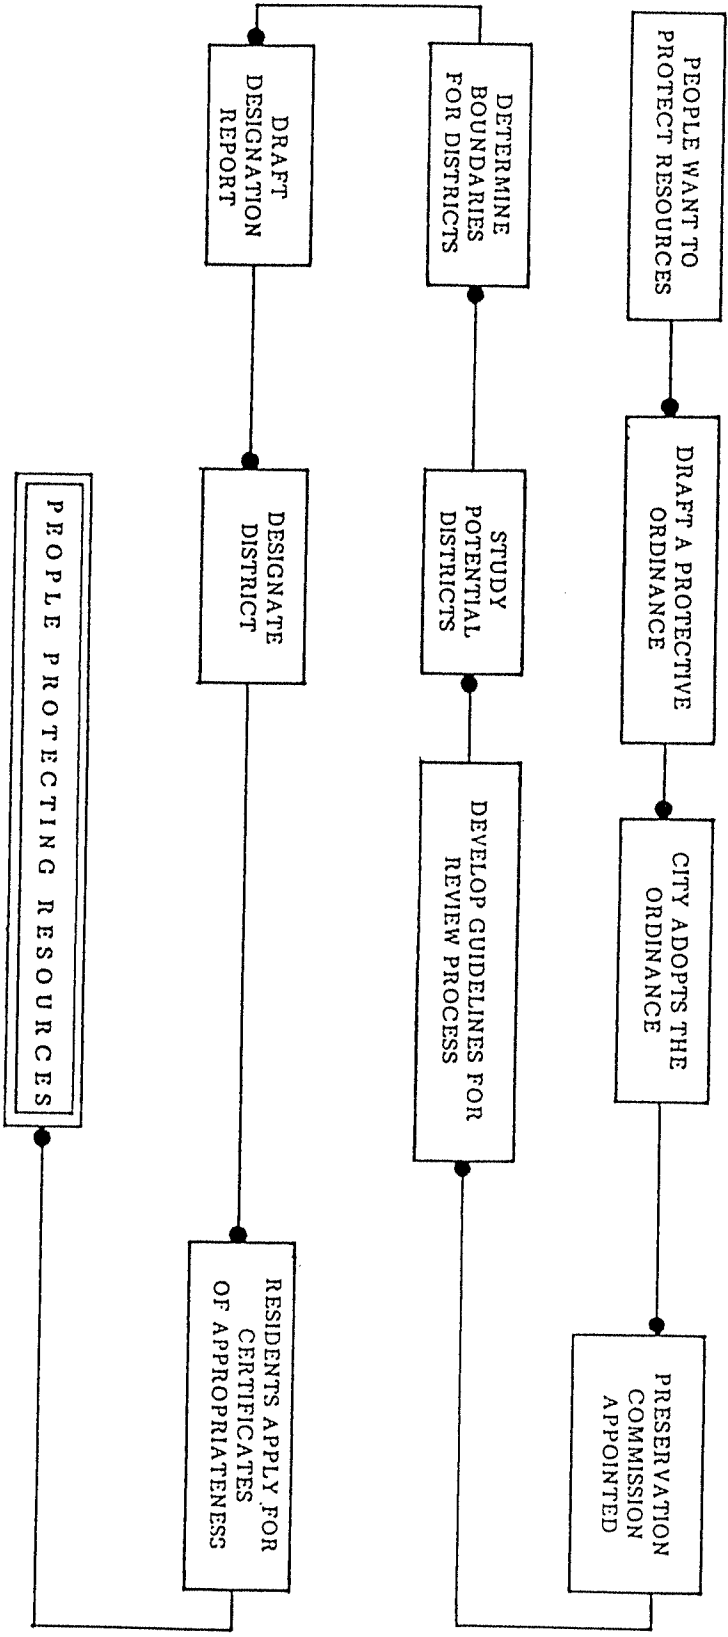 PEOPLE WANT TO
PROTECT RESOURCES
DRAFT A PROTECTIVE
ORDINANCE
CITY ADOPTS THE
ORDINANCE
PRESERVATION
COMMISSION
APPOINTED
DEVELOP GUIDELINES FOR
REVIEW PROCESS
STUDY
POTENTIAL
DISTRICTS
DETERMINE
BOUNDARIES
FOR DISTRICTS
DRAFT
DESIGNATION
REPORT
DESIGNATE
DISTRICT
RESIDENTS APPLY FOR
CERTIFICATES
OF APPROPRIATENESS
PEOPLE PROTECTING RESOURCES